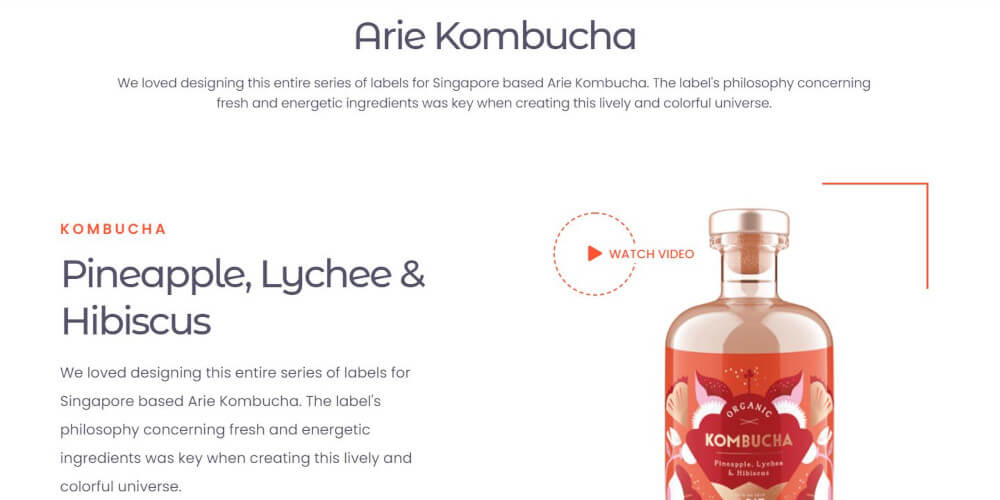 Arie Kombucha
We loved designing this entire series of labels for Singapore based Arie Kombucha. The label's philosophy concerning
fresh and energetic ingredients was key when creating this lively and colorful universe.
KOMBUCHA
Pineapple, Lychee &
Hibiscus
We loved designing this entire series of labels for
Singapore based Arie Kombucha. The label's
philosophy concerning fresh and energetic
ingredients was key when creating this lively and
colorful universe.
WATCH VIDEO
ORGANIC
KOMBUCHA
Pineapple, Lychee
& Hibiscus